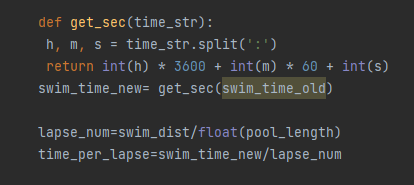 def get_sec(time_str):
 h, m, s = time_str.split(':')
 return int(h) * 3600 + int(m) * 60 + int(s)
swim_time_new= get_sec(swim_time_old)

lapse_num=swim_dist/float(pool_length)
time_per_lapse=swim_time_new/lapse_num